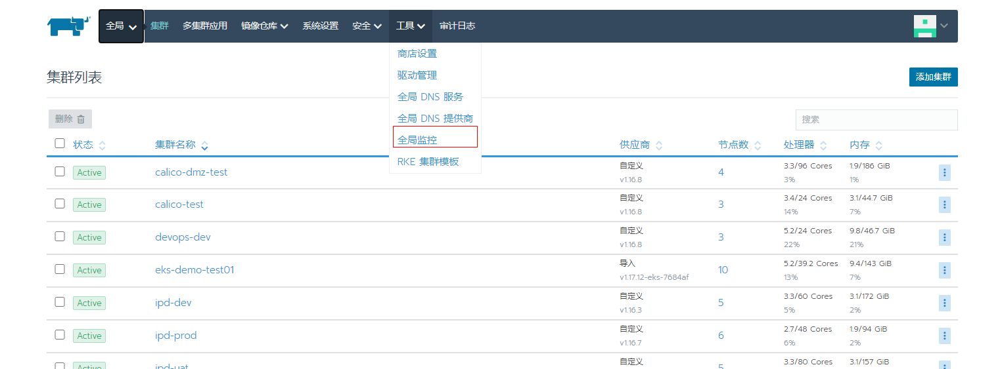 全局 集群 多集群应用 镜像仓库 系统设置 安全 工具 审计日志
商店设置
驱动管理
全局 DNS 服务
全局 DNS 提供商
全局监控
RKE 集群模板
集群列表 添加集群
删除 搜索
状态 集群名称 供应商 节点数 处理器 内存
Active calico-dmz-test 自定义 4 3.3/96 Cores 1.9/186 GiB
v1.16.8 3% 1%
Active calico-test 自定义 3 3.4/24 Cores 3.1/44.7 GiB
v1.16.8 14% 7%
Active devops-dev 自定义 3 5.2/24 Cores 9.8/46.7 GiB
v1.16.8 22% 21%
Active eks-demo-test01 导入 10 5.2/39.2 Cores 9.4/143 GiB
v1.17.12-eks-7684af 13% 7%
Active ipd-dev 自定义 5 3.3/60 Cores 3.1/172 GiB
v1.16.3 5% 2%
Active ipd-prod 自定义 6 2.7/48 Cores 1.9/94 GiB
v1.16.7 6% 2%
Active ipd-uat 自定义 5 3.3/80 Cores 3.1/157 GiB